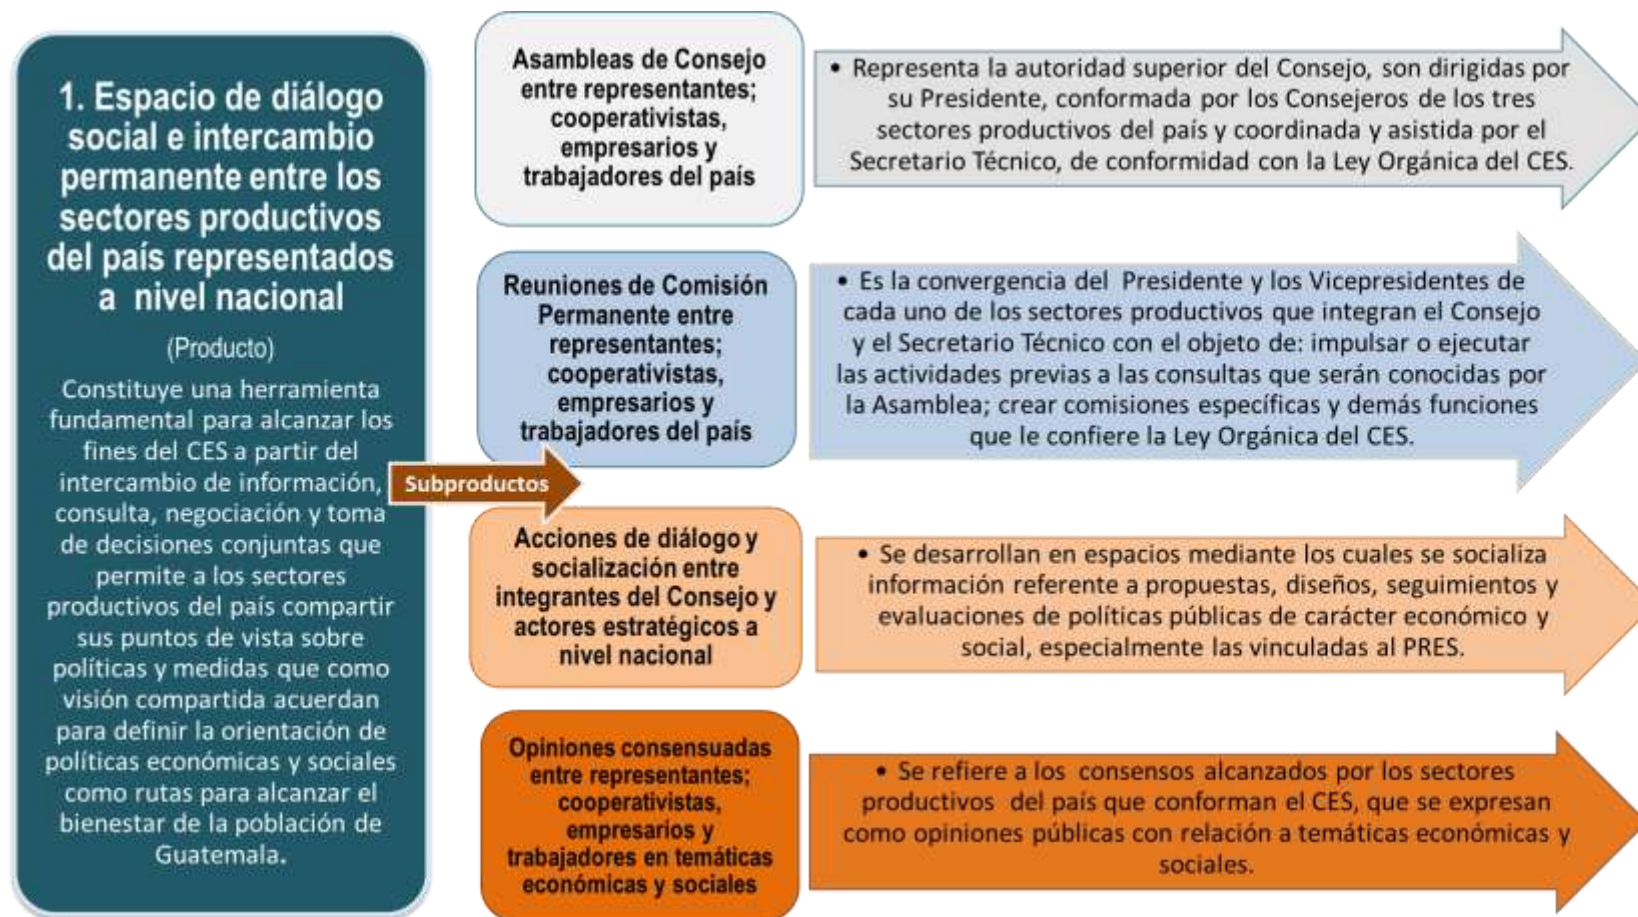 1. Espacio de diálogo
social e intercambio
permanente entre los
sectores productivos
del país representados
a nivel nacional
(Producto)
Constituye una herramienta
fundamental para alcanzar los
fines del CES a partir del
intercambio de información,
consulta, negociación y toma
de decisiones conjuntas que
permite a los sectores
productivos del país compartir
sus puntos de vista sobre
políticas y medidas que como
visión compartida acuerdan
para definir la orientación de
políticas económicas y sociales
como rutas para alcanzar el
bienestar de la población de
Guatemala.
Subproductos
Asambleas de Consejo
entre representantes;
cooperativistas,
empresarios y
trabajadores del país
• Representa la autoridad superior del Consejo, son dirigidas por
su Presidente, conformada por los Consejeros de los tres
sectores productivos del país y coordinada y asistida por el
Secretario Técnico, de conformidad con la Ley Orgánica del CES.
Reuniones de Comisión
Permanente entre
representantes;
cooperativistas,
empresarios y
trabajadores del país
• Es la convergencia del Presidente y los Vicepresidentes de
cada uno de los sectores productivos que integran el Consejo
y el Secretario Técnico con el objeto de: impulsar o ejecutar
las actividades previas a las consultas que serán conocidas por
la Asamblea; crear comisiones específicas y demás funciones
que le confiere la Ley Orgánica del CES.
Acciones de diálogo y
socialización entre
integrantes del Consejo y
actores estratégicos a
nivel nacional
• Se desarrollan en espacios mediante los cuales se socializa
información referente a propuestas, diseños, seguimientos y
evaluaciones de políticas públicas de carácter económico y
social, especialmente las vinculadas al PRES.
Opiniones consensuadas
entre representantes;
cooperativistas,
empresarios y
trabajadores en temáticas
económicas y sociales
• Se refiere a los consensos alcanzados por los sectores
productivos del país que conforman el CES, que se expresan
como opiniones públicas con relación a temáticas económicas y
sociales.